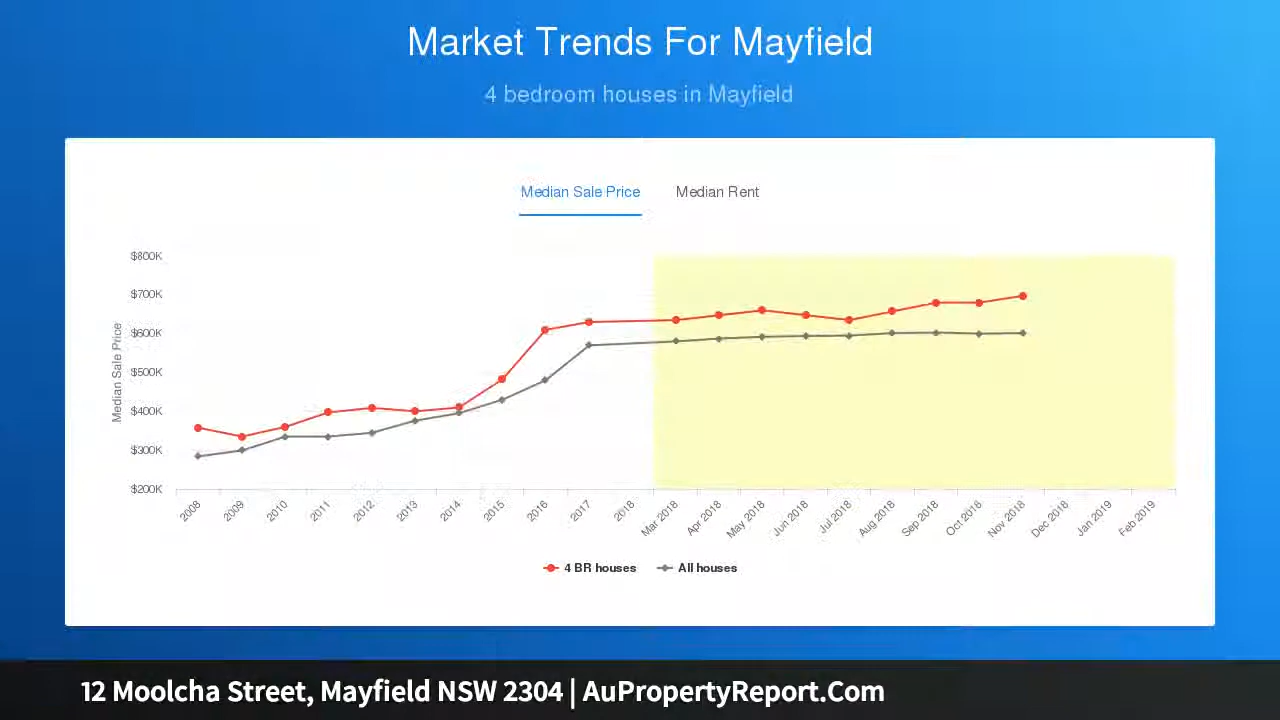 Market Trends For Mayfield
4 bedroom houses in Mayfield
Median Sale Price Median Rent
Median Sale Price
$800K
$700K
$600K
$500K
$400K
$300K
$200K
2008 2009 2010 2011 2012 2013 2014 2015 2016 2017 2018 Mar 2018 Apr 2018 May 2018 Jun 2018 Jul 2018 Aug 2018 Sep 2018 Oct 2018 Nov 2018 Dec 2018 Jan 2019 Feb 2019
4 BR houses All houses
12 Moolcha Street, Mayfield NSW 2304 | AuPropertyReport.Com